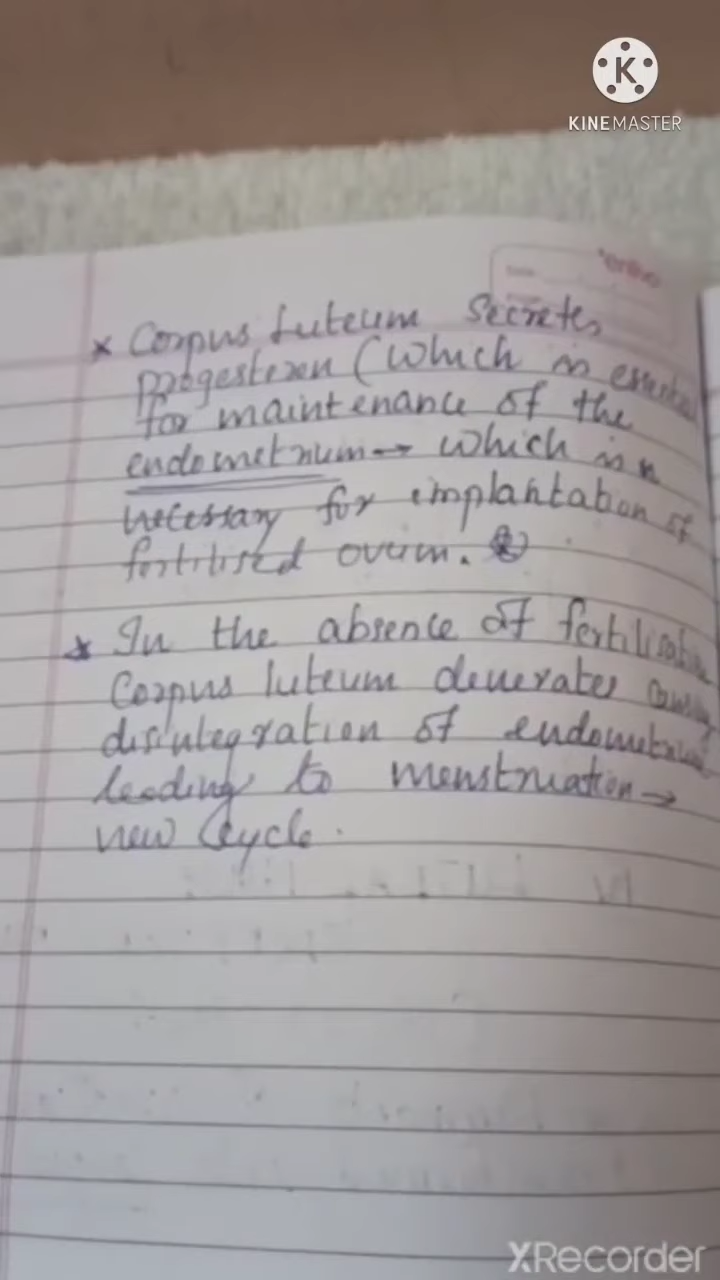 KINEMASTER
* Corpus Luteum Secretes
progesteron (which is essential
for maintenance of the
endometrium → which is
necessary for implantation of
fertilised ovum.
* In the absence of fertilisation
Corpus luteum denerates causing
disintegration of endometrium
leading to menstruation →
new Cycle.
XRecorder